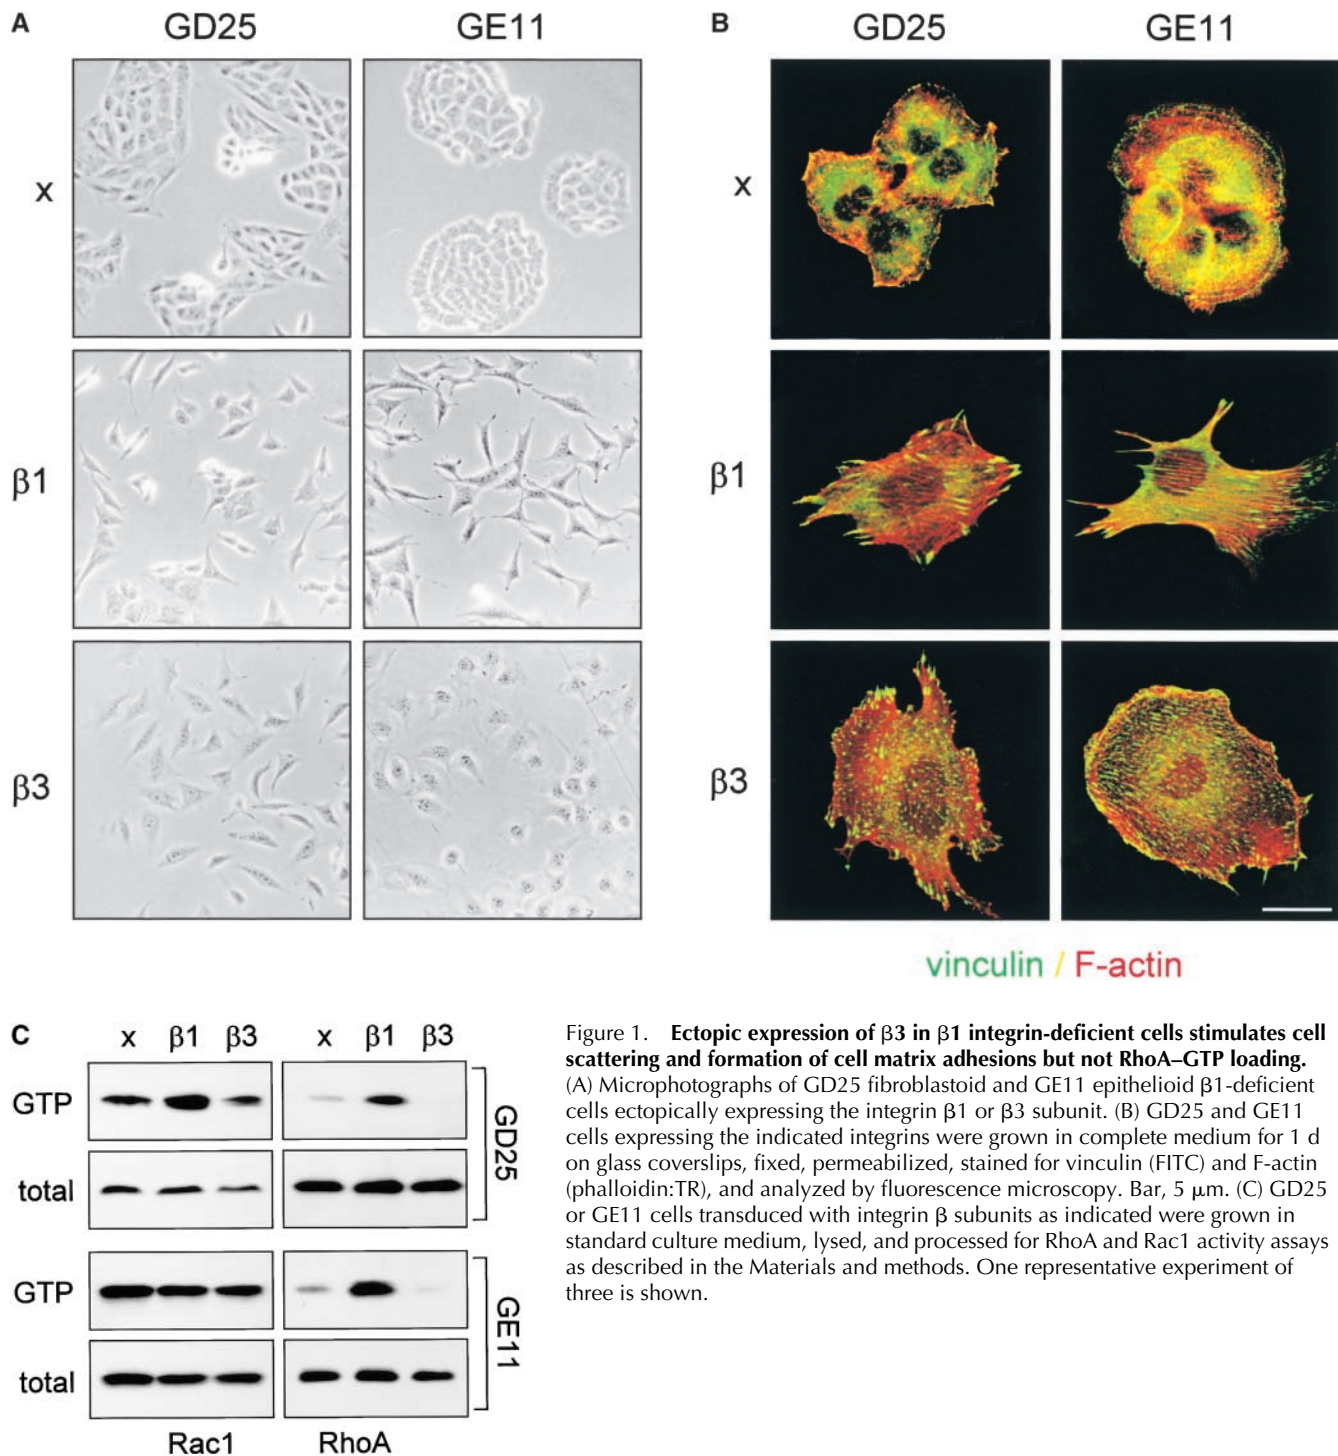 A
GD25
GE11
x
β1
β3
B
GD25
GE11
x
β1
β3
vinculin / F-actin
C
x β1 β3
x β1 β3
GTP
total
GD25
GTP
total
GE11
Rac1
RhoA
Figure 1. Ectopic expression of β3 in β1 integrin-deficient cells stimulates cell
scattering and formation of cell matrix adhesions but not RhoA–GTP loading.
(A) Microphotographs of GD25 fibroblastoid and GE11 epithelioid β1-deficient
cells ectopically expressing the integrin β1 or β3 subunit. (B) GD25 and GE11
cells expressing the indicated integrins were grown in complete medium for 1 d
on glass coverslips, fixed, permeabilized, stained for vinculin (FITC) and F-actin
(phalloidin:TR), and analyzed by fluorescence microscopy. Bar, 5 μm. (C) GD25
or GE11 cells transduced with integrin β subunits as indicated were grown in
standard culture medium, lysed, and processed for RhoA and Rac1 activity assays
as described in the Materials and methods. One representative experiment of
three is shown.